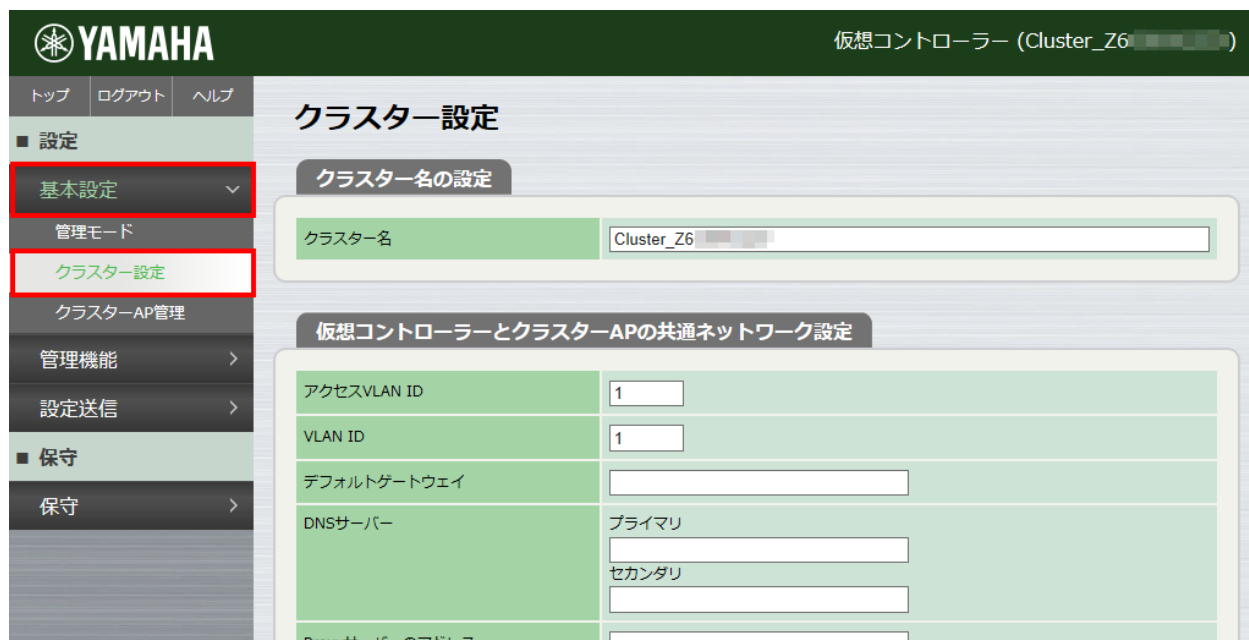 YAMAHA
仮想コントローラー (Cluster_Z6 )
トップ ログアウト ヘルプ
■ 設定
基本設定
管理モード
クラスター設定
クラスターAP管理
管理機能
設定送信
■ 保守
保守
クラスター設定
クラスター名の設定
クラスター名 Cluster_Z6
仮想コントローラーとクラスターAPの共通ネットワーク設定
アクセスVLAN ID 1
VLAN ID 1
デフォルトゲートウェイ
DNSサーバー プライマリ
セカンダリ